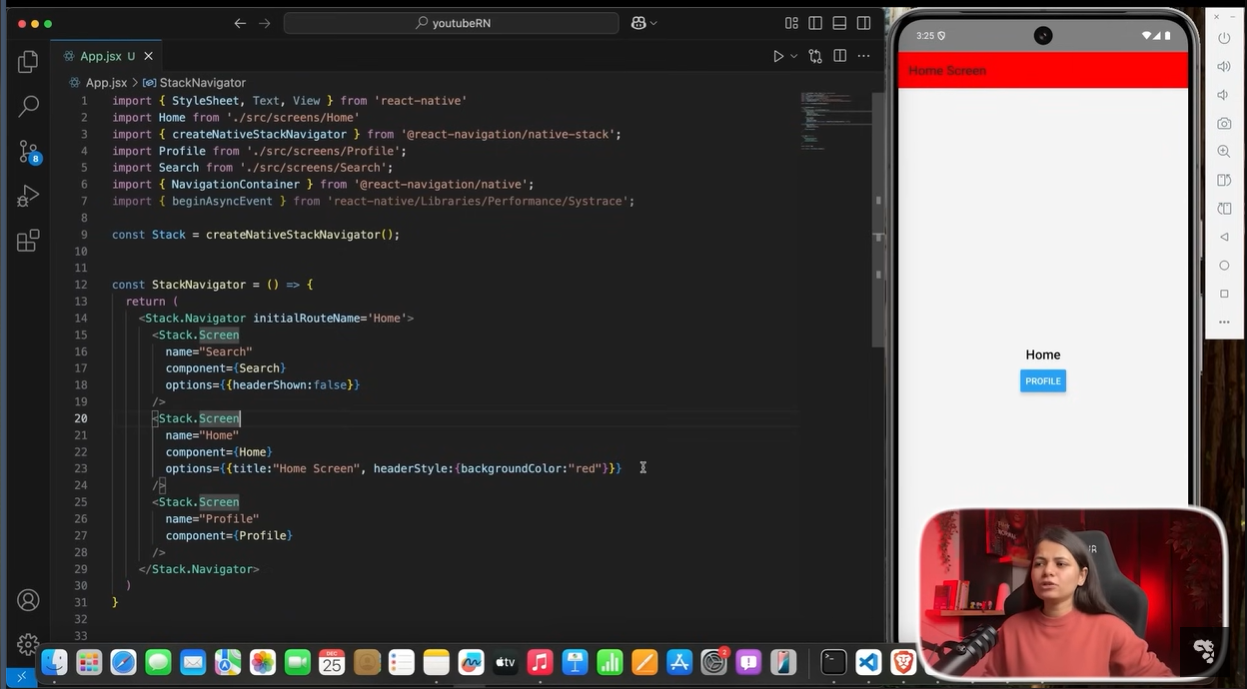 youtubeRN
App.jsx U
App.jsx > StackNavigator
1 import { StyleSheet, Text, View } from 'react-native'
2 import Home from './src/screens/Home'
3 import { createNativeStackNavigator } from '@react-navigation/native-stack';
4 import Profile from './src/screens/Profile';
5 import Search from './src/screens/Search';
6 import { NavigationContainer } from '@react-navigation/native';
7 import { beginAsyncEvent } from 'react-native/Libraries/Performance/Systrace';
8
9 const Stack = createNativeStackNavigator();
10
11
12 const StackNavigator = () => {
13 return (
14 <Stack.Navigator initialRouteName='Home'>
15 <Stack.Screen
16 name="Search"
17 component={Search}
18 options={{headerShown:false}}
19 />
20 <Stack.Screen
21 name="Home"
22 component={Home}
23 options={{title:"Home Screen", headerStyle:{backgroundColor:"red"}}}
24 />
25 <Stack.Screen
26 name="Profile"
27 component={Profile}
28 />
29 </Stack.Navigator>
30 )
31 }
32
33
8
3:25
Home Screen
Home
PROFILE
DEC
25
tv
2